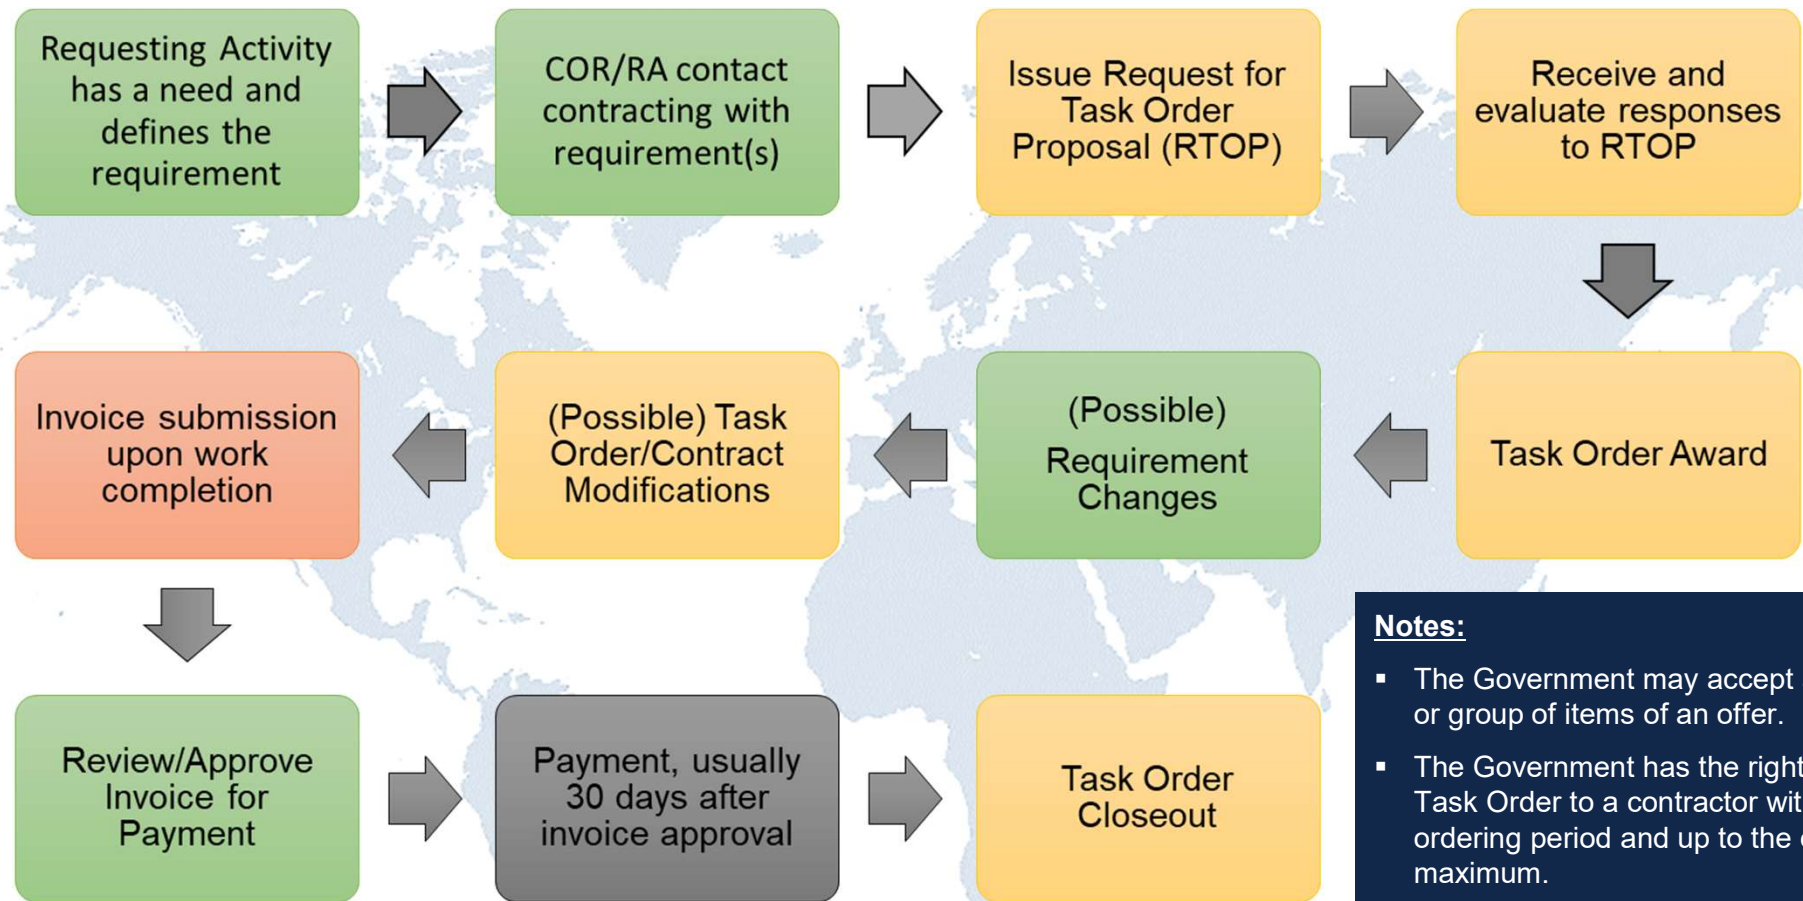 Requesting Activity
has a need and
defines the
requirement
COR/RA contact
contracting with
requirement(s)
Issue Request for
Task Order
Proposal (RTOP)
Receive and
evaluate responses
to RTOP
Task Order Award
(Possible)
Requirement
Changes
(Possible) Task
Order/Contract
Modifications
Invoice submission
upon work
completion
Review/Approve
Invoice for
Payment
Payment, usually
30 days after
invoice approval
Task Order
Closeout
Notes:
▪ The Government may accept
or group of items of an offer.
▪ The Government has the right
Task Order to a contractor
ordering period and up to the
maximum.